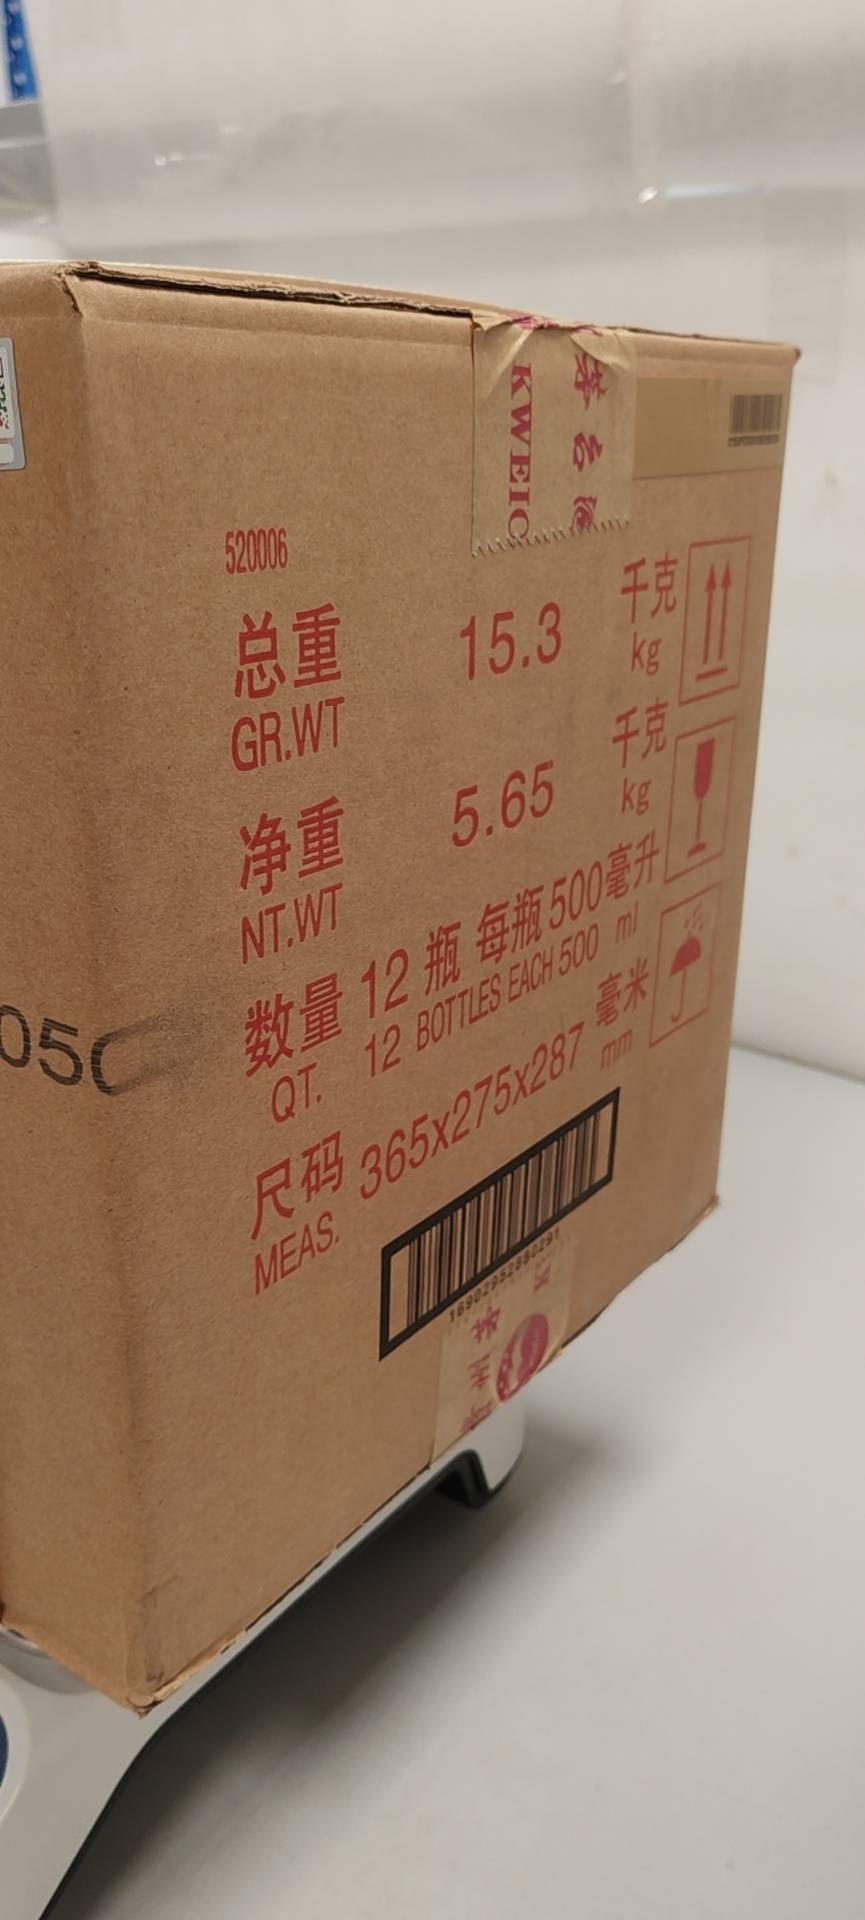 KWEIC
520006
总重 15.3 千克
GR.WT kg
净重 5.65 千克
NT.WT kg
数量 12 瓶 每瓶 500 毫升
QT. 12 BOTTLES EACH 500 ml
尺码 365x275x287 毫米
MEAS. mm
16902952880291
050